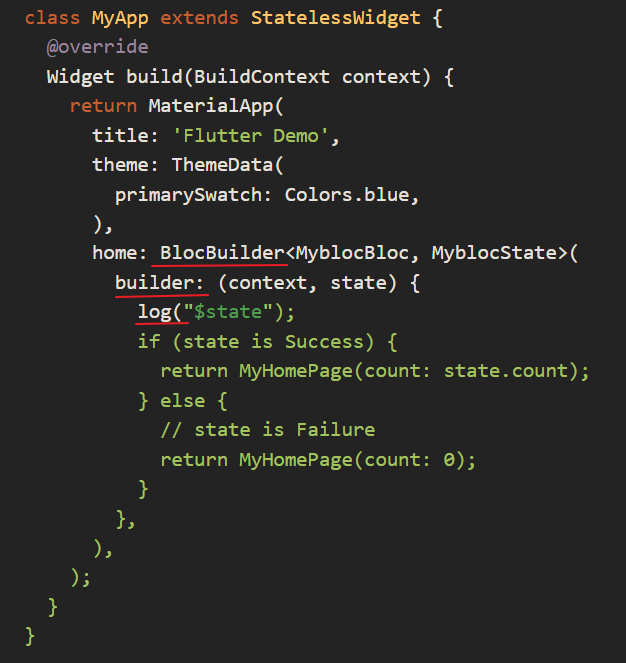 class MyApp extends StatelessWidget {
  @override
  Widget build(BuildContext context) {
    return MaterialApp(
      title: 'Flutter Demo',
      theme: ThemeData(
        primarySwatch: Colors.blue,
      ),
      home: BlocBuilder<MyblocBloc, MyblocState>(
        builder: (context, state) {
          log("$state");
          if (state is Success) {
            return MyHomePage(count: state.count);
          } else {
            // state is Failure
            return MyHomePage(count: 0);
          }
        },
      ),
    );
  }
}